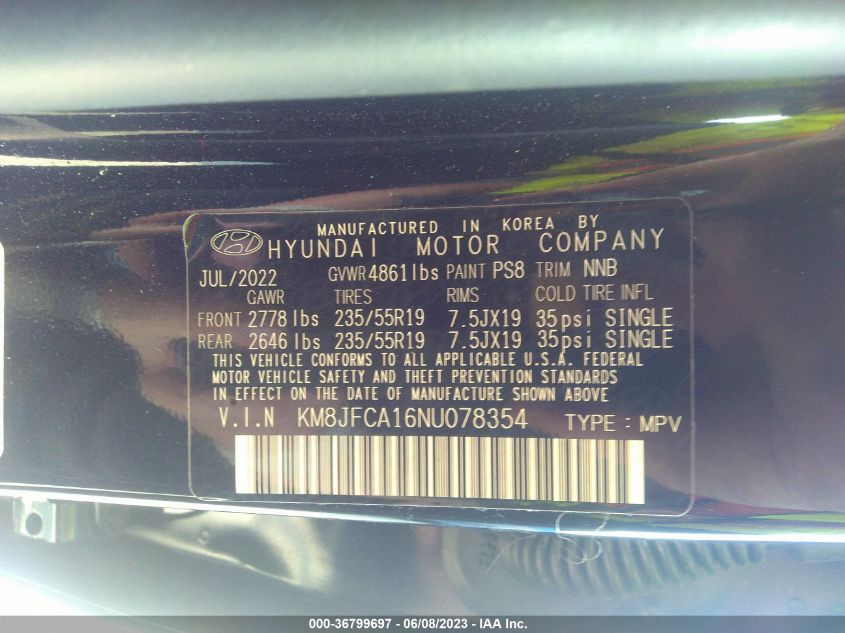 MANUFACTURED IN KOREA BY
HYUNDAI MOTOR COMPANY
JUL/2022 GVWR 4861 lbs PAINT PS8 TRIM NNB
GAWR TIRES RIMS COLD TIRE INFL
FRONT 2778 lbs 235/55R19 7.5JX19 35psi SINGLE
REAR 2646 lbs 235/55R19 7.5JX19 35psi SINGLE
THIS VEHICLE CONFORMS TO ALL APPLICABLE U.S.A. FEDERAL
MOTOR VEHICLE SAFETY AND THEFT PREVENTION STANDARDS
IN EFFECT ON THE DATE OF MANUFACTURE SHOWN ABOVE
V.I.N KM8JFCA16NU078354 TYPE : MPV
000-36799697 - 06/08/2023 - IAA Inc.